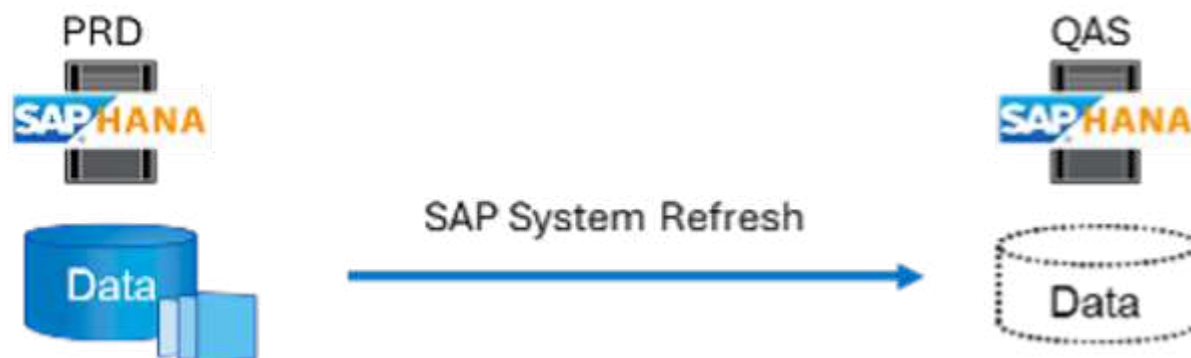 PRD
QAS
SAP HANA
SAP HANA
SAP System Refresh
Data
Data